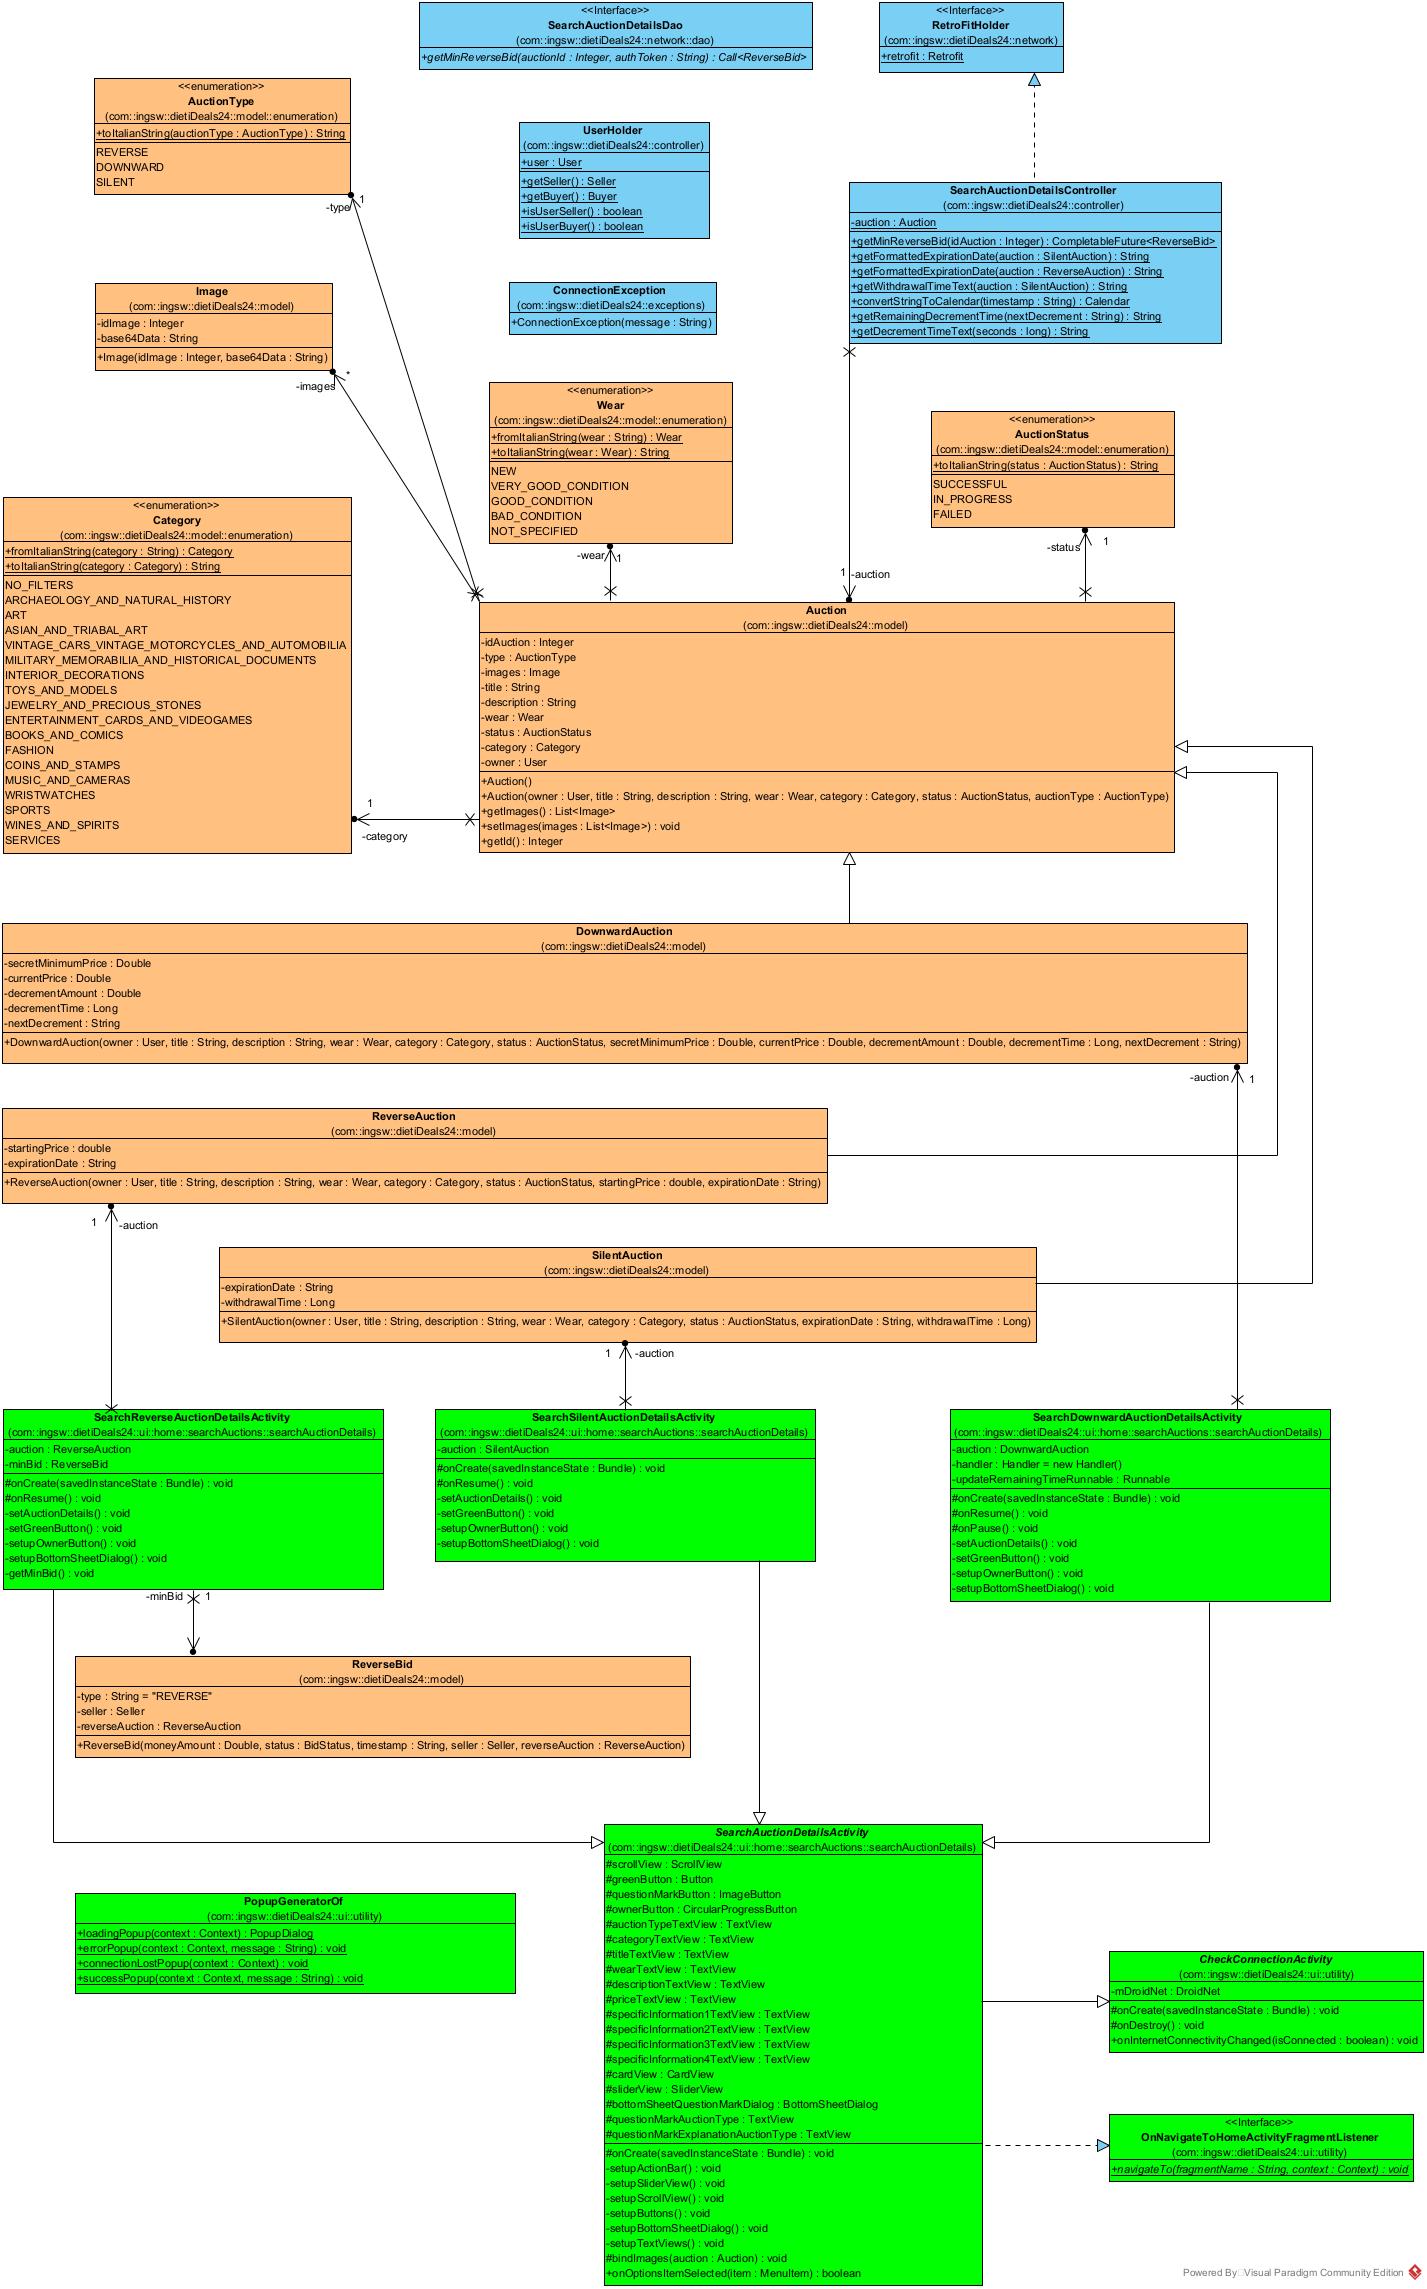 <<Interface>>
SearchAuctionDetailsDao
(com::ingsw::dietiDeals24::network::dao)
+getMinReverseBid(auctionId : Integer, authToken : String) : Call<ReverseBid>
<<Interface>>
RetroFitHolder
(com::ingsw::dietiDeals24::network)
+retrofit : Retrofit
<<enumeration>>
AuctionType
(com::ingsw::dietiDeals24::model::enumeration)
+toItalianString(auctionType : AuctionType) : String
REVERSE
DOWNWARD
SILENT
-type
1
UserHolder
(com::ingsw::dietiDeals24::controller)
+user : User
+getSeller() : Seller
+getBuyer() : Buyer
+isUserSeller() : boolean
+isUserBuyer() : boolean
SearchAuctionDetailsController
(com::ingsw::dietiDeals24::controller)
-auction : Auction
+getMinReverseBid(idAuction : Integer) : CompletableFuture<ReverseBid>
+getFormattedExpirationDate(auction : SilentAuction) : String
+getFormattedExpirationDate(auction : ReverseAuction) : String
+getWithdrawalTimeText(auction : SilentAuction) : String
+convertStringToCalendar(timestamp : String) : Calendar
+getRemainingDecrementTime(nextDecrement : String) : String
+getDecrementTimeText(seconds : long) : String
Image
(com::ingsw::dietiDeals24::model)
-idImage : Integer
-base64Data : String
+Image(idImage : Integer, base64Data : String)
-images
*
ConnectionException
(com::ingsw::dietiDeals24::exceptions)
+ConnectionException(message : String)
<<enumeration>>
Wear
(com::ingsw::dietiDeals24::model::enumeration)
+fromItalianString(wear : String) : Wear
+toItalianString(wear : Wear) : String
NEW
VERY_GOOD_CONDITION
GOOD_CONDITION
BAD_CONDITION
NOT_SPECIFIED
-wear
1
<<enumeration>>
AuctionStatus
(com::ingsw::dietiDeals24::model::enumeration)
+toItalianString(status : AuctionStatus) : String
SUCCESSFUL
IN_PROGRESS
FAILED
-status
1
<<enumeration>>
Category
(com::ingsw::dietiDeals24::model::enumeration)
+fromItalianString(category : String) : Category
+toItalianString(category : Category) : String
NO_FILTERS
ARCHAEOLOGY_AND_NATURAL_HISTORY
ART
ASIAN_AND_TRIABAL_ART
VINTAGE_CARS_VINTAGE_MOTORCYCLES_AND_AUTOMOBILIA
MILITARY_MEMORABILIA_AND_HISTORICAL_DOCUMENTS
INTERIOR_DECORATIONS
TOYS_AND_MODELS
JEWELRY_AND_PRECIOUS_STONES
ENTERTAINMENT_CARDS_AND_VIDEOGAMES
BOOKS_AND_COMICS
FASHION
COINS_AND_STAMPS
MUSIC_AND_CAMERAS
WRISTWATCHES
SPORTS
WINES_AND_SPIRITS
SERVICES
1
-category
1 -auction
Auction
(com::ingsw::dietiDeals24::model)
-idAuction : Integer
-type : AuctionType
-images : Image
-title : String
-description : String
-wear : Wear
-status : AuctionStatus
-category : Category
-owner : User
+Auction()
+Auction(owner : User, title : String, description : String, wear : Wear, category : Category, status : AuctionStatus, auctionType : AuctionType)
+getImages() : List<Image>
+setImages(images : List<Image>) : void
+getId() : Integer
DownwardAuction
(com::ingsw::dietiDeals24::model)
-secretMinimumPrice : Double
-currentPrice : Double
-decrementAmount : Double
-decrementTime : Long
-nextDecrement : String
+DownwardAuction(owner : User, title : String, description : String, wear : Wear, category : Category, status : AuctionStatus, secretMinimumPrice : Double, currentPrice : Double, decrementAmount : Double, decrementTime : Long, nextDecrement : String)
-auction 1
ReverseAuction
(com::ingsw::dietiDeals24::model)
-startingPrice : double
-expirationDate : String
+ReverseAuction(owner : User, title : String, description : String, wear : Wear, category : Category, status : AuctionStatus, startingPrice : double, expirationDate : String)
1 -auction
SilentAuction
(com::ingsw::dietiDeals24::model)
-expirationDate : String
-withdrawalTime : Long
+SilentAuction(owner : User, title : String, description : String, wear : Wear, category : Category, status : AuctionStatus, expirationDate : String, withdrawalTime : Long)
1 -auction
SearchReverseAuctionDetailsActivity
(com::ingsw::dietiDeals24::ui::home::searchAuctions::searchAuctionDetails)
-auction : ReverseAuction
-minBid : ReverseBid
#onCreate(savedInstanceState : Bundle) : void
#onResume() : void
-setAuctionDetails() : void
-setGreenButton() : void
-setupOwnerButton() : void
-setupBottomSheetDialog() : void
-getMinBid() : void
-minBid 1
SearchSilentAuctionDetailsActivity
(com::ingsw::dietiDeals24::ui::home::searchAuctions::searchAuctionDetails)
-auction : SilentAuction
#onCreate(savedInstanceState : Bundle) : void
#onResume() : void
-setAuctionDetails() : void
-setGreenButton() : void
-setupOwnerButton() : void
-setupBottomSheetDialog() : void
SearchDownwardAuctionDetailsActivity
(com::ingsw::dietiDeals24::ui::home::searchAuctions::searchAuctionDetails)
-auction : DownwardAuction
-handler : Handler = new Handler()
-updateRemainingTimeRunnable : Runnable
#onCreate(savedInstanceState : Bundle) : void
#onResume() : void
#onPause() : void
-setAuctionDetails() : void
-setGreenButton() : void
-setupOwnerButton() : void
-setupBottomSheetDialog() : void
ReverseBid
(com::ingsw::dietiDeals24::model)
-type : String = "REVERSE"
-seller : Seller
-reverseAuction : ReverseAuction
+ReverseBid(moneyAmount : Double, status : BidStatus, timestamp : String, seller : Seller, reverseAuction : ReverseAuction)
SearchAuctionDetailsActivity
(com::ingsw::dietiDeals24::ui::home::searchAuctions::searchAuctionDetails)
#scrollView : ScrollView
#greenButton : Button
#questionMarkButton : ImageButton
#ownerButton : CircularProgressButton
#auctionTypeTextView : TextView
#categoryTextView : TextView
#titleTextView : TextView
#wearTextView : TextView
#descriptionTextView : TextView
#priceTextView : TextView
#specificInformation1TextView : TextView
#specificInformation2TextView : TextView
#specificInformation3TextView : TextView
#specificInformation4TextView : TextView
#cardView : CardView
#sliderView : SliderView
#bottomSheetQuestionMarkDialog : BottomSheetDialog
#questionMarkAuctionType : TextView
#questionMarkExplanationAuctionType : TextView
#onCreate(savedInstanceState : Bundle) : void
-setupActionBar() : void
-setupSliderView() : void
-setupScrollView() : void
-setupButtons() : void
-setupBottomSheetDialog() : void
-setupTextViews() : void
#bindImages(auction : Auction) : void
+onOptionsItemSelected(item : MenuItem) : boolean
PopupGeneratorOf
(com::ingsw::dietiDeals24::ui::utility)
+loadingPopup(context : Context) : PopupDialog
+errorPopup(context : Context, message : String) : void
+connectionLostPopup(context : Context) : void
+successPopup(context : Context, message : String) : void
CheckConnectionActivity
(com::ingsw::dietiDeals24::ui::utility)
-mDroidNet : DroidNet
#onCreate(savedInstanceState : Bundle) : void
#onDestroy() : void
+onInternetConnectivityChanged(isConnected : boolean) : void
<<Interface>>
OnNavigateToHomeActivityFragmentListener
(com::ingsw::dietiDeals24::ui::utility)
+navigateTo(fragmentName : String, context : Context) : void
Powered By Visual Paradigm Community Edition